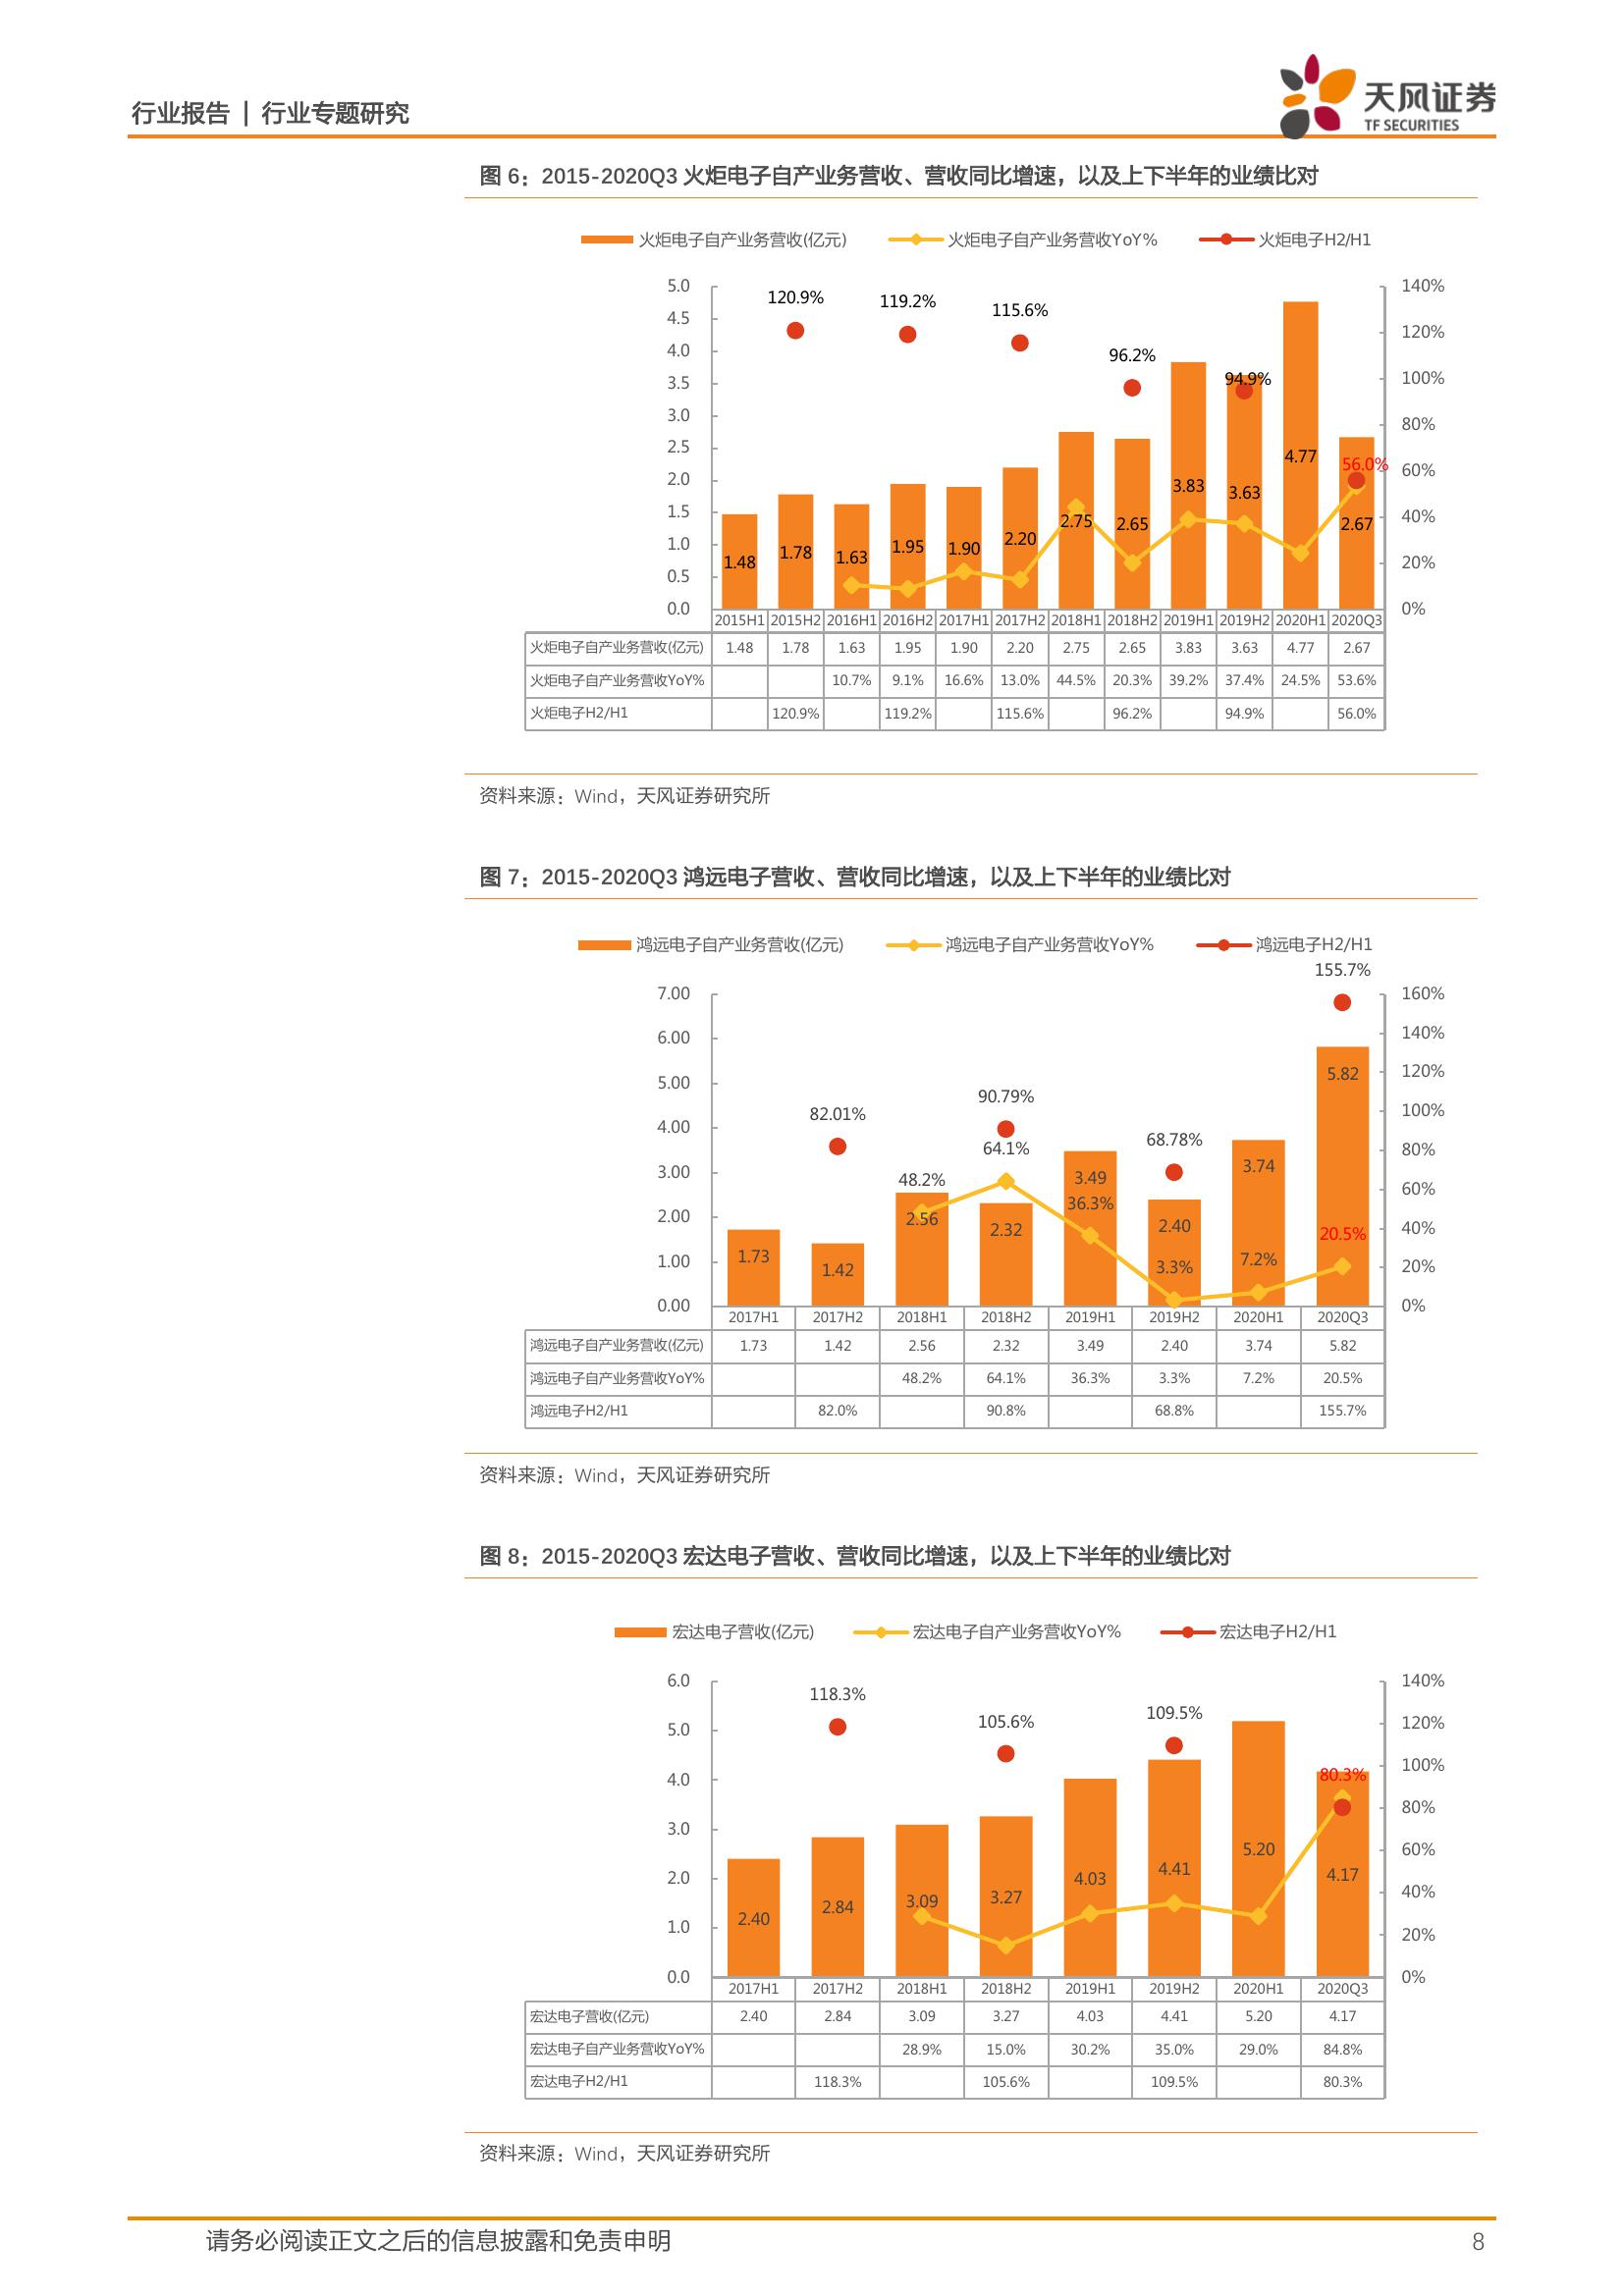 行业报告 | 行业专题研究
天风证券
TF SECURITIES
图 6：2015-2020Q3 火炬电子自产业务营收、营收同比增速，以及上下半年的业绩比对
火炬电子自产业务营收(亿元) 火炬电子自产业务营收YoY% 火炬电子H2/H1
5.0 4.5 4.0 3.5 3.0 2.5 2.0 1.5 1.0 0.5 0.0
140% 120% 100% 80% 60% 40% 20% 0%
120.9% 119.2% 115.6% 96.2% 94.9% 56.0%
1.48 1.78 1.63 1.95 1.90 2.20 2.75 2.65 3.83 3.63 4.77 2.67
2015H1 2015H2 2016H1 2016H2 2017H1 2017H2 2018H1 2018H2 2019H1 2019H2 2020H1 2020Q3
火炬电子自产业务营收(亿元) 1.48 1.78 1.63 1.95 1.90 2.20 2.75 2.65 3.83 3.63 4.77 2.67
火炬电子自产业务营收YoY% 10.7% 9.1% 16.6% 13.0% 44.5% 20.3% 39.2% 37.4% 24.5% 53.6%
火炬电子H2/H1 120.9% 119.2% 115.6% 96.2% 94.9% 56.0%
资料来源：Wind，天风证券研究所
图 7：2015-2020Q3 鸿远电子营收、营收同比增速，以及上下半年的业绩比对
鸿远电子自产业务营收(亿元) 鸿远电子自产业务营收YoY% 鸿远电子H2/H1
7.00 6.00 5.00 4.00 3.00 2.00 1.00 0.00
160% 140% 120% 100% 80% 60% 40% 20% 0%
82.01% 90.79% 68.78% 155.7%
48.2% 64.1% 36.3% 3.3% 7.2% 20.5%
1.73 1.42 2.56 2.32 3.49 2.40 3.74 5.82
2017H1 2017H2 2018H1 2018H2 2019H1 2019H2 2020H1 2020Q3
鸿远电子自产业务营收(亿元) 1.73 1.42 2.56 2.32 3.49 2.40 3.74 5.82
鸿远电子自产业务营收YoY% 48.2% 64.1% 36.3% 3.3% 7.2% 20.5%
鸿远电子H2/H1 82.0% 90.8% 68.8% 155.7%
资料来源：Wind，天风证券研究所
图 8：2015-2020Q3 宏达电子营收、营收同比增速，以及上下半年的业绩比对
宏达电子营收(亿元) 宏达电子自产业务营收YoY% 宏达电子H2/H1
6.0 5.0 4.0 3.0 2.0 1.0 0.0
140% 120% 100% 80% 60% 40% 20% 0%
118.3% 105.6% 109.5% 80.3%
2.40 2.84 3.09 3.27 4.03 4.41 5.20 4.17
2017H1 2017H2 2018H1 2018H2 2019H1 2019H2 2020H1 2020Q3
宏达电子营收(亿元) 2.40 2.84 3.09 3.27 4.03 4.41 5.20 4.17
宏达电子自产业务营收YoY% 28.9% 15.0% 30.2% 35.0% 29.0% 84.8%
宏达电子H2/H1 118.3% 105.6% 109.5% 80.3%
资料来源：Wind，天风证券研究所
请务必阅读正文之后的信息披露和免责申明 8